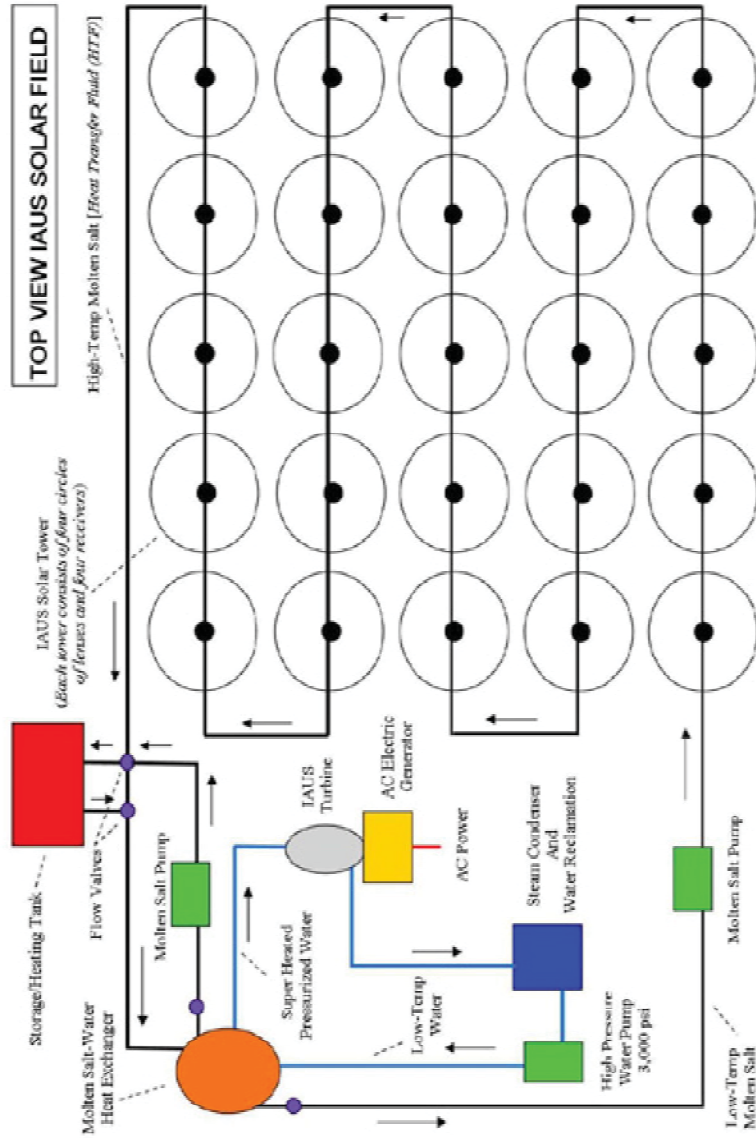 TOP VIEW IAUS SOLAR FIELD
High-Temp Molten Salt [Heat Transfer Fluid (HTF)]
IAUS Solar Tower
(Each tower consists of four circles
of lenses and four receivers)
Storage/Heating Tank
Flow Valves
Molten Salt-Water
Heat Exchanger
Molten Salt Pump
IAUS
Turbine
AC Electric
Generator
Super Heated
Pressurized Water
AC Power
Low-Temp
Water
Steam Condenser
And
Water Reclamation
High Pressure
Water Pump
3,000 psi
Molten Salt Pump
Low-Temp
Molten Salt